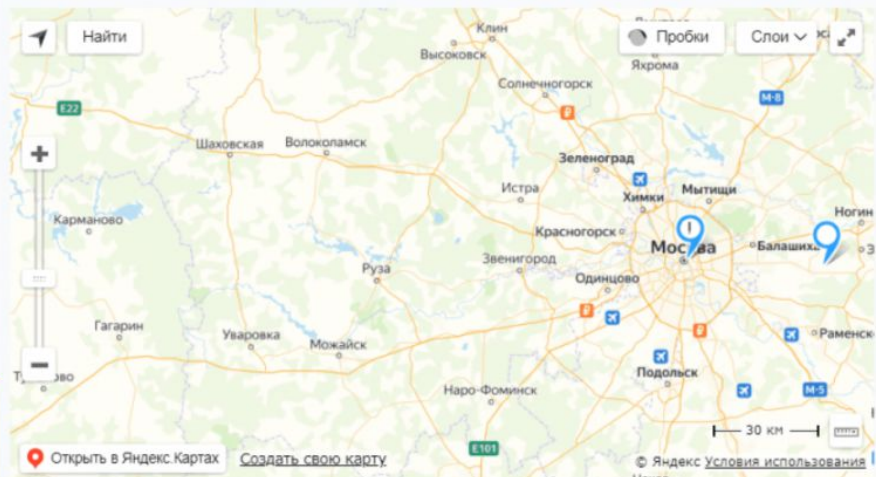 Клин
Найти
Пробки
Слои
Высоковск
Яхрома
Солнечногорск
М-8
E22
Шаховская
Волоколамск
Зеленоград
Истра
Химки
Мытищи
Карманово
Красногорск
Москва
Балашиха
Звенигород
Руза
Одинцово
Гагарин
Уваровка
Можайск
Подольск
Наро-Фоминск
М-5
30 км
E101
Открыть в Яндекс.Картах
Создать свою карту
© Яндекс Условия использования